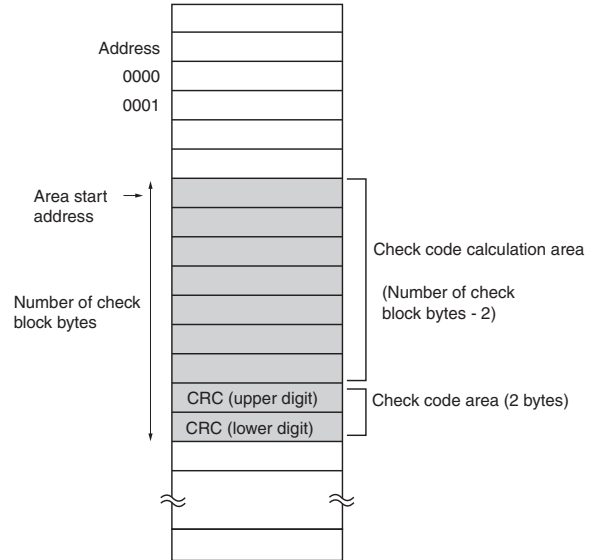 Address
0000
0001
Area start
address
Number of check
block bytes
Check code calculation area
(Number of check
block bytes - 2)
CRC (upper digit)
CRC (lower digit)
Check code area (2 bytes)